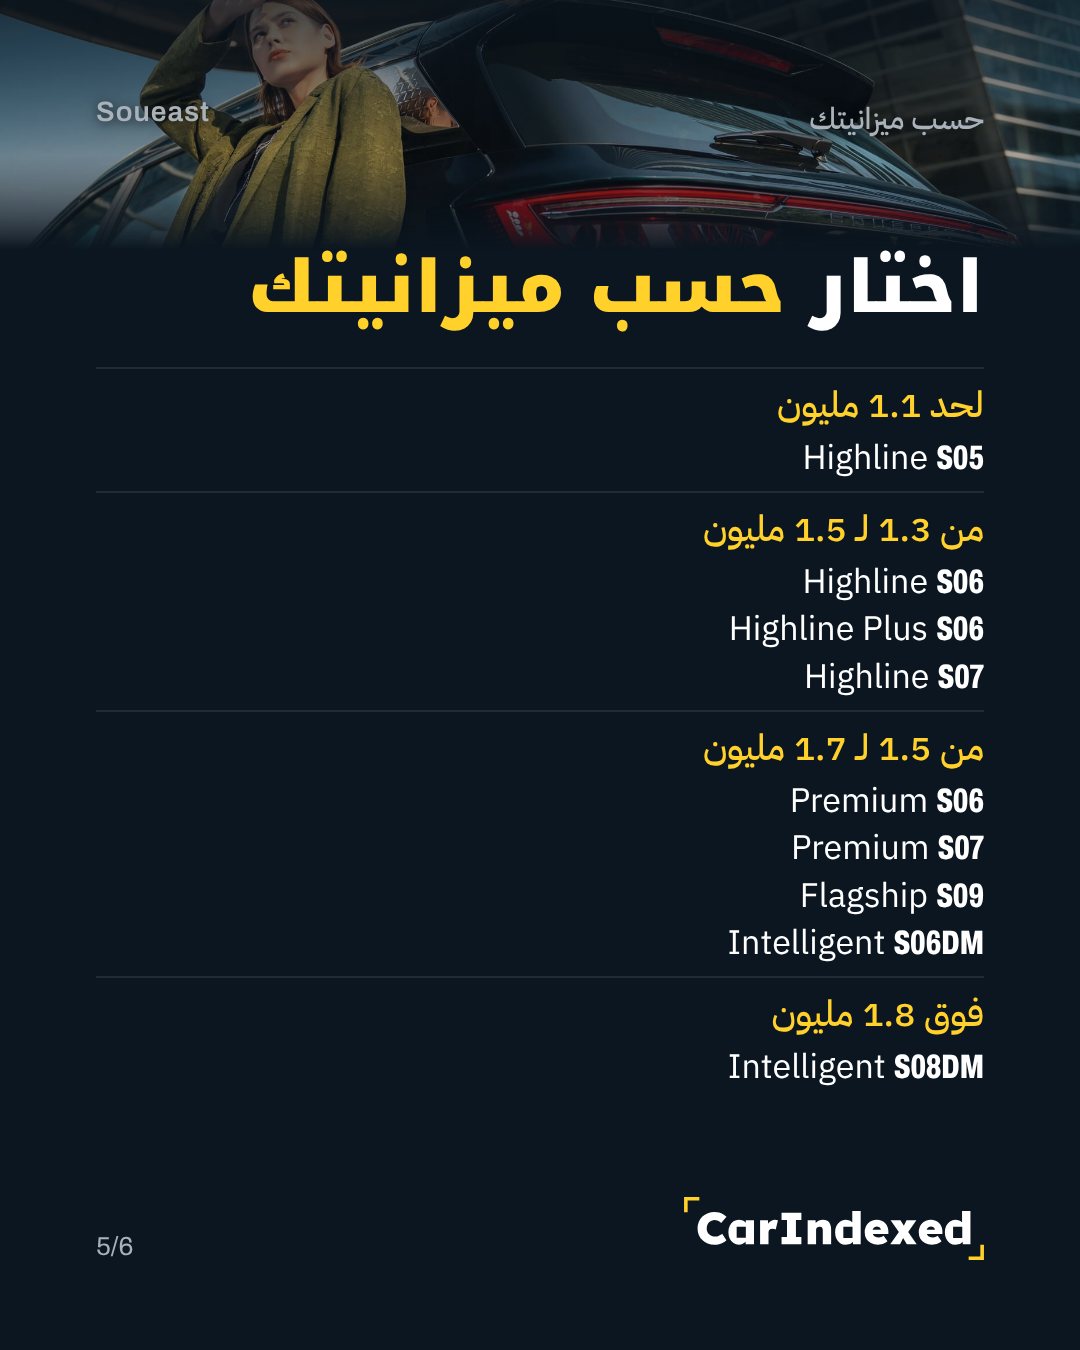 Soueast
حسب ميزانيتك
اختار حسب ميزانيتك
لحد 1.1 مليون
Highline S05
من 1.3 لـ 1.5 مليون
Highline S06
Highline Plus S06
Highline S07
من 1.5 لـ 1.7 مليون
Premium S06
Premium S07
Flagship S09
Intelligent S06DM
فوق 1.8 مليون
Intelligent S08DM
CarIndexed
5/6